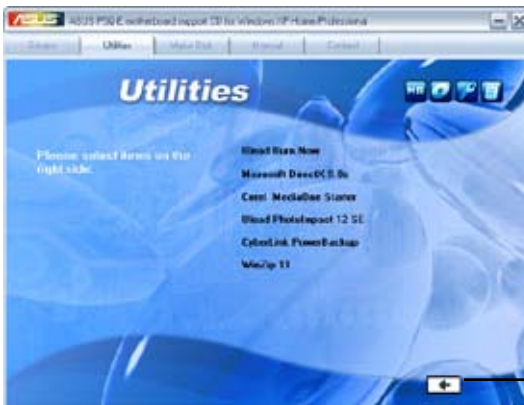 ASUS P5Q-E motherboard support CD for Windows XP Home/Professional
Drivers Utilities Make Disk Manual Contact
Utilities
Please select items on the
right side.
Ulead Burn Now
Microsoft DirectX 9.0c
Corel MediaOne Starter
Ulead PhotoImpact 12 SE
CyberLink PowerBackup
WinZip 11